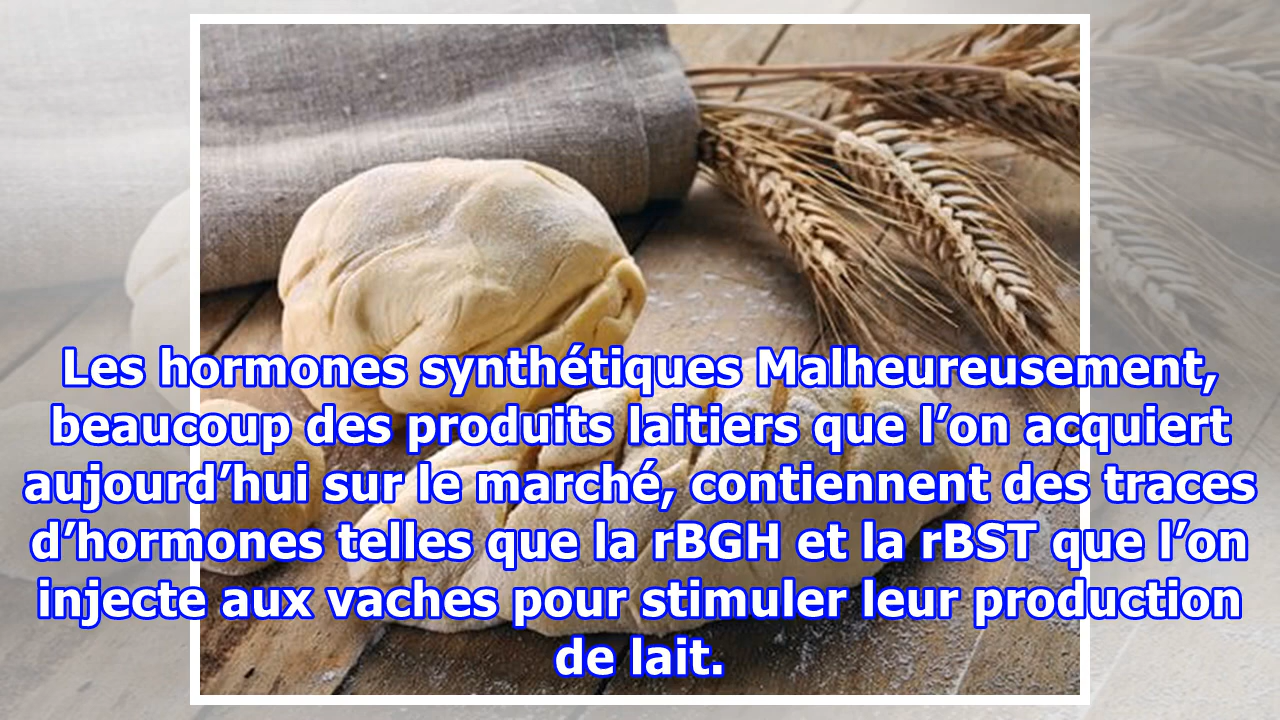 Les hormones synthétiques Malheureusement,
beaucoup des produits laitiers que l’on acquiert
aujourd’hui sur le marché, contiennent des traces
d’hormones telles que la rBGH et la rBST que l’on
injecte aux vaches pour stimuler leur production
de lait.